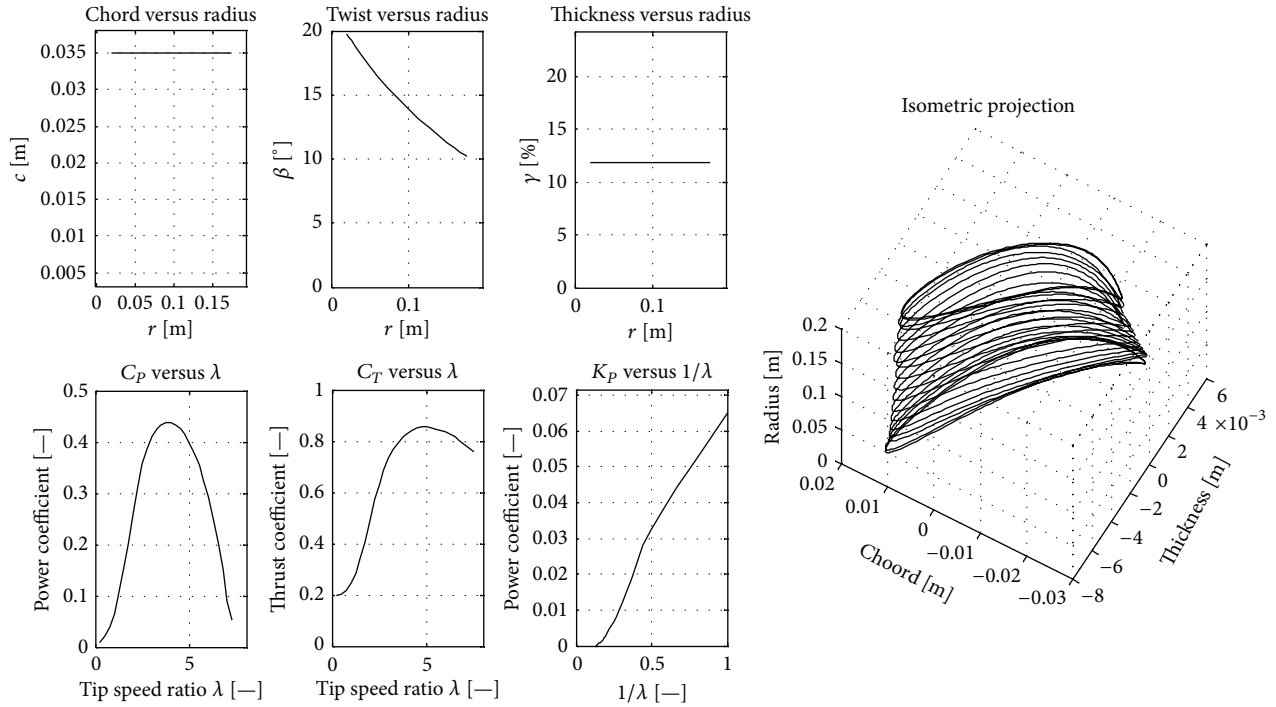 Chord versus radius
0.035
0.03
0.025
0.02
0.015
0.01
0.005
c [m]
0 0.05 0.1 0.15
r [m]
Twist versus radius
20
15
10
5
0
β [°]
0.1
r [m]
Thickness versus radius
20
15
10
5
0
γ [%]
0 0.1
r [m]
C_P versus λ
0.5
0.4
0.3
0.2
0.1
0
Power coefficient [—]
0 5
Tip speed ratio λ [—]
C_T versus λ
1
0.8
0.6
0.4
0.2
0
Thrust coefficient [—]
0 5
Tip speed ratio λ [—]
K_P versus 1/λ
0.07
0.06
0.05
0.04
0.03
0.02
0.01
0
Power coefficient [—]
0 0.5 1
1/λ [—]
Isometric projection
0.2
0.15
0.1
0.05
0
Radius [m]
0.02
0.01
0
−0.01
−0.02
−0.03
Choord [m]
6
4 ×10⁻³
2
0
−2
−4
−6
−8
Thickness [m]